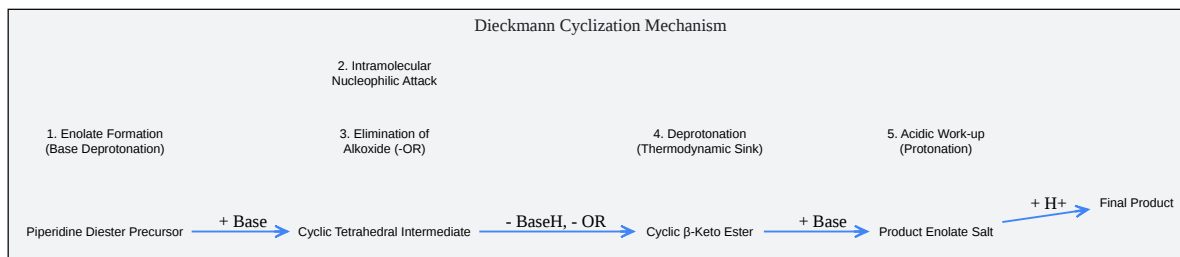 Dieckmann Cyclization Mechanism
2. Intramolecular
Nucleophilic Attack
1. Enolate Formation
(Base Deprotonation)
3. Elimination of
Alkoxide (-OR)
4. Deprotonation
(Thermodynamic Sink)
5. Acidic Work-up
(Protonation)
Piperidine Diester Precursor
+ Base
Cyclic Tetrahedral Intermediate
- BaseH, - OR
Cyclic β-Keto Ester
+ Base
Product Enolate Salt
+ H+
Final Product